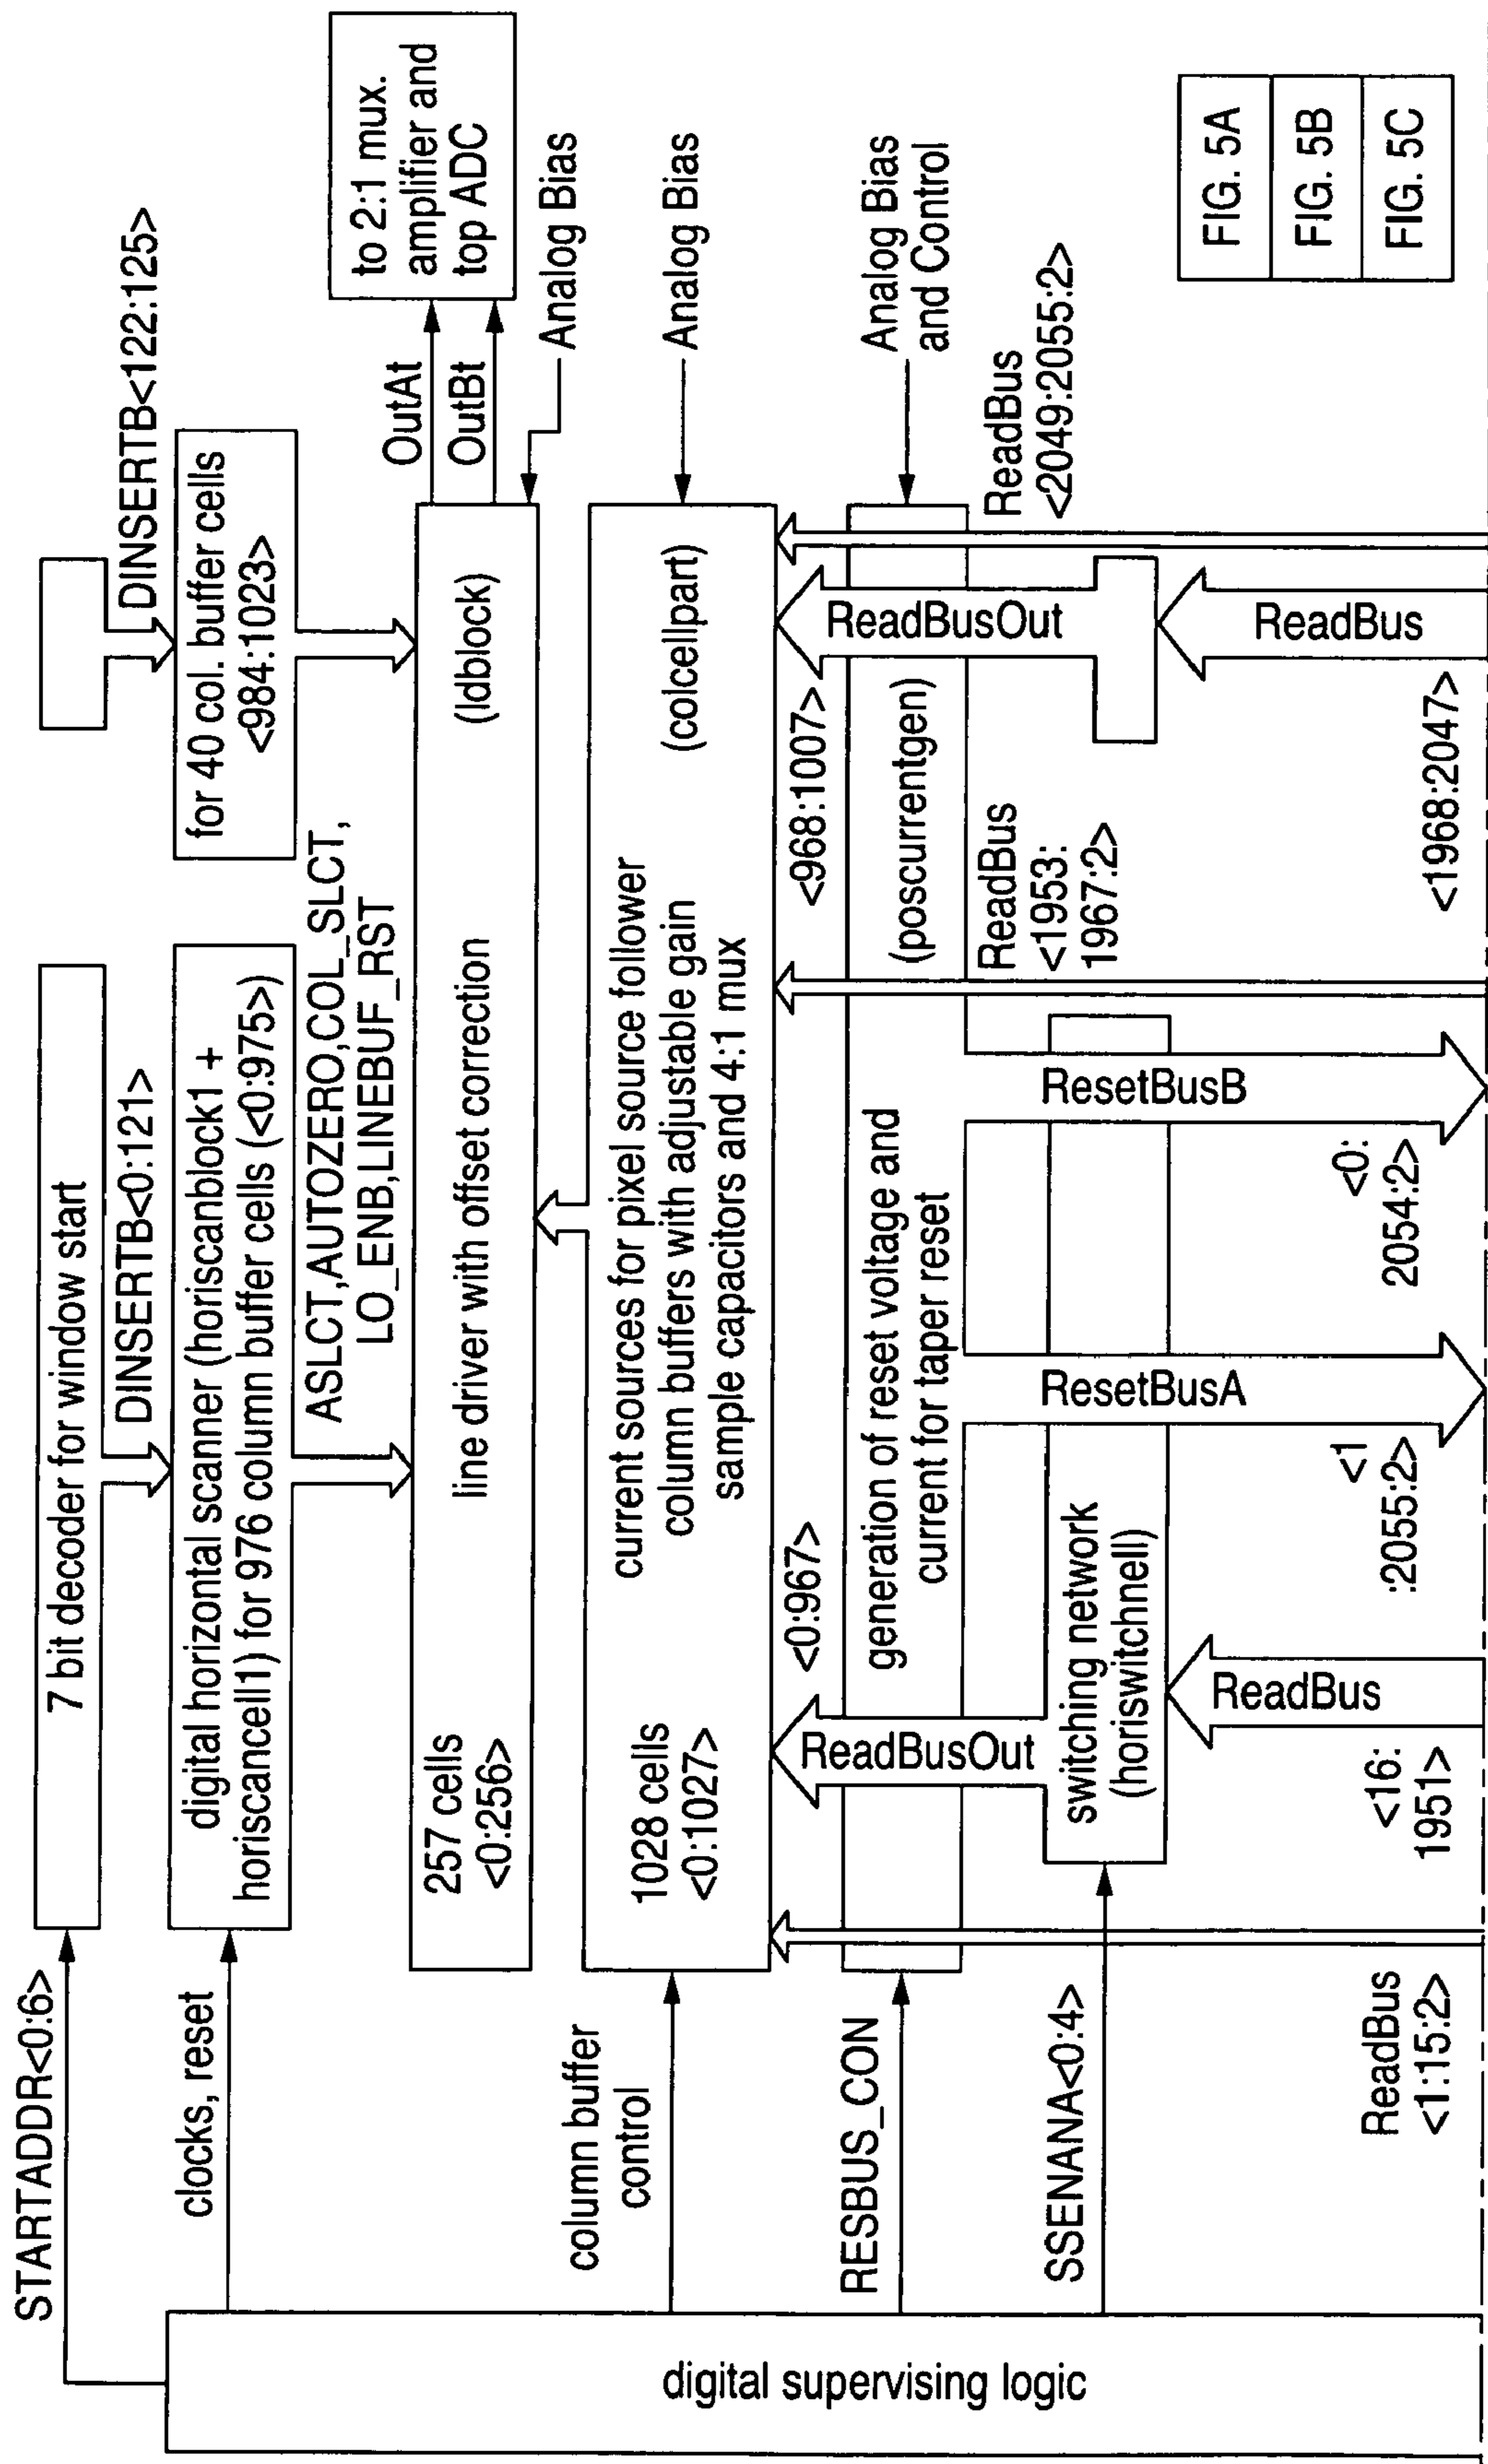 STARTADDR<0:6>
7 bit decoder for window start
DINSERTB<0:121>
DINSERTB<122:125>
clocks, reset
digital horizontal scanner (horiscanblock1 +
horiscancell1) for 976 column buffer cells (<0:975>)
for 40 col. buffer cells
<984:1023>
ASLCT,AUTOZERO,COL_SLCT,
LO_ENB,LINEBUF_RST
OutAt
OutBt
to 2:1 mux.
amplifier and
top ADC
257 cells
<0:256>
line driver with offset correction
(ldblock)
Analog Bias
column buffer
control
1028 cells
<0:1027>
current sources for pixel source follower
column buffers with adjustable gain
sample capacitors and 4:1 mux
(colcellpart)
Analog Bias
<0:967>
<968:1007>
RESBUS_CON
ReadBusOut
generation of reset voltage and
current for taper reset
(poscurrentgen)
ReadBusOut
Analog Bias
and Control
SSENANA<0:4>
switching network
(horiswitchnell)
ResetBusA
ResetBusB
ReadBus
<1953:
1967:2>
ReadBus
<2049:2055:2>
ReadBus
<1:15:2>
<16:
1951>
ReadBus
<1
:2055:2>
<0:
2054:2>
<1968:2047>
ReadBus
digital supervising logic
FIG. 5A
FIG. 5B
FIG. 5C